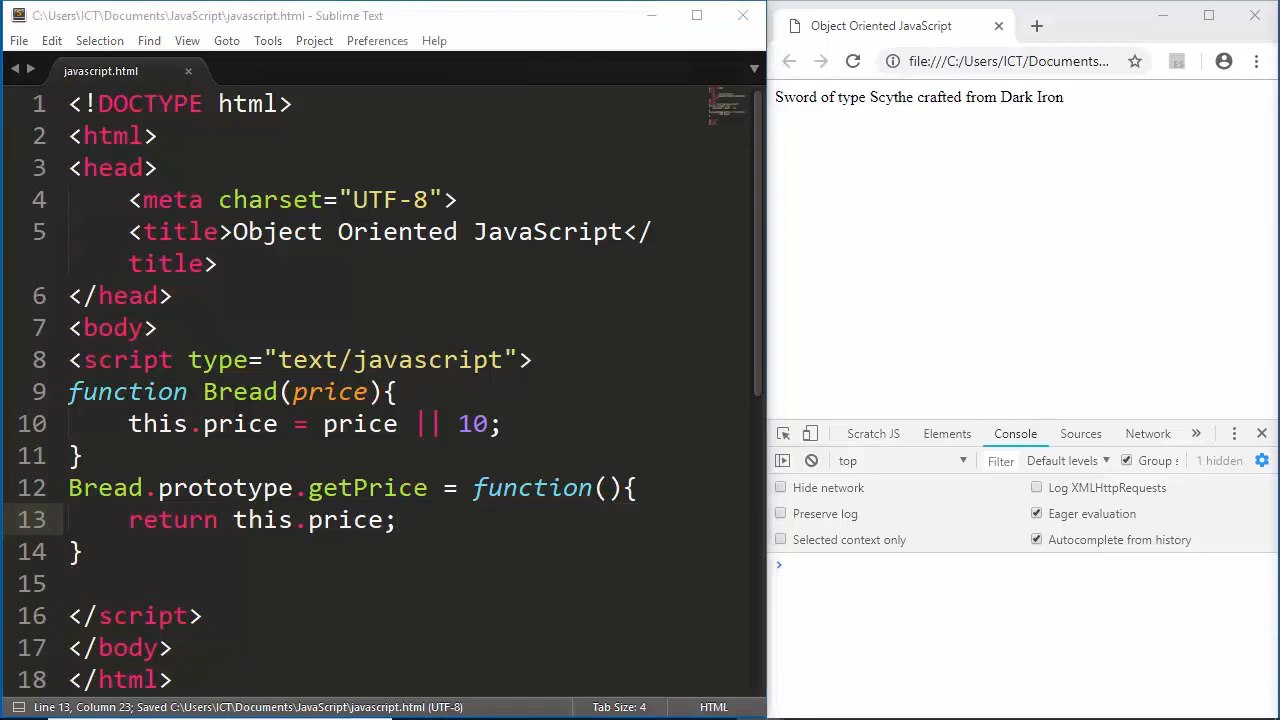 C:\Users\ICT\Documents\JavaScript\javascript.html - Sublime Text
File Edit Selection Find View Goto Tools Project Preferences Help
javascript.html
1 <!DOCTYPE html>
2 <html>
3 <head>
4 <meta charset="UTF-8">
5 <title>Object Oriented JavaScript</
title>
6 </head>
7 <body>
8 <script type="text/javascript">
9 function Bread(price){
10 this.price = price || 10;
11 }
12 Bread.prototype.getPrice = function(){
13 return this.price;
14 }
15
16 </script>
17 </body>
18 </html>
Line 13, Column 23; Saved C:\Users\ICT\Documents\JavaScript\javascript.html (UTF-8) Tab Size: 4 HTML
Object Oriented JavaScript
file:///C:/Users/ICT/Documents...
ES
Sword of type Scythe crafted from Dark Iron
Scratch JS Elements Console Sources Network »
top Filter Default levels Group s 1 hidden
Hide network Log XMLHttpRequests
Preserve log Eager evaluation
Selected context only Autocomplete from history